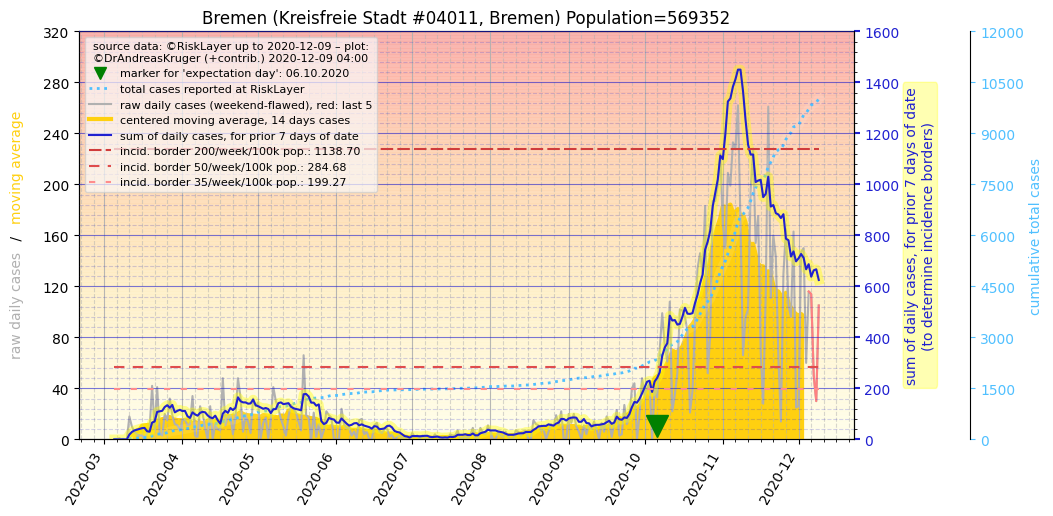 Bremen (Kreisfreie Stadt #04011, Bremen) Population=569352
source data: ©RiskLayer up to 2020-12-09 – plot:
©DrAndreasKruger (+contrib.) 2020-12-09 04:00
marker for 'expectation day': 06.10.2020
total cases reported at RiskLayer
raw daily cases (weekend-flawed), red: last 5
centered moving average, 14 days cases
sum of daily cases, for prior 7 days of date
incid. border 200/week/100k pop.: 1138.70
incid. border 50/week/100k pop.: 284.68
incid. border 35/week/100k pop.: 199.27
raw daily cases / moving average
320
280
240
200
160
120
80
40
0
2020-03
2020-04
2020-05
2020-06
2020-07
2020-08
2020-09
2020-10
2020-11
2020-12
1600
1400
1200
1000
800
600
400
200
0
sum of daily cases, for prior 7 days of date
(to determine incidence borders)
12000
10500
9000
7500
6000
4500
3000
1500
0
cumulative total cases